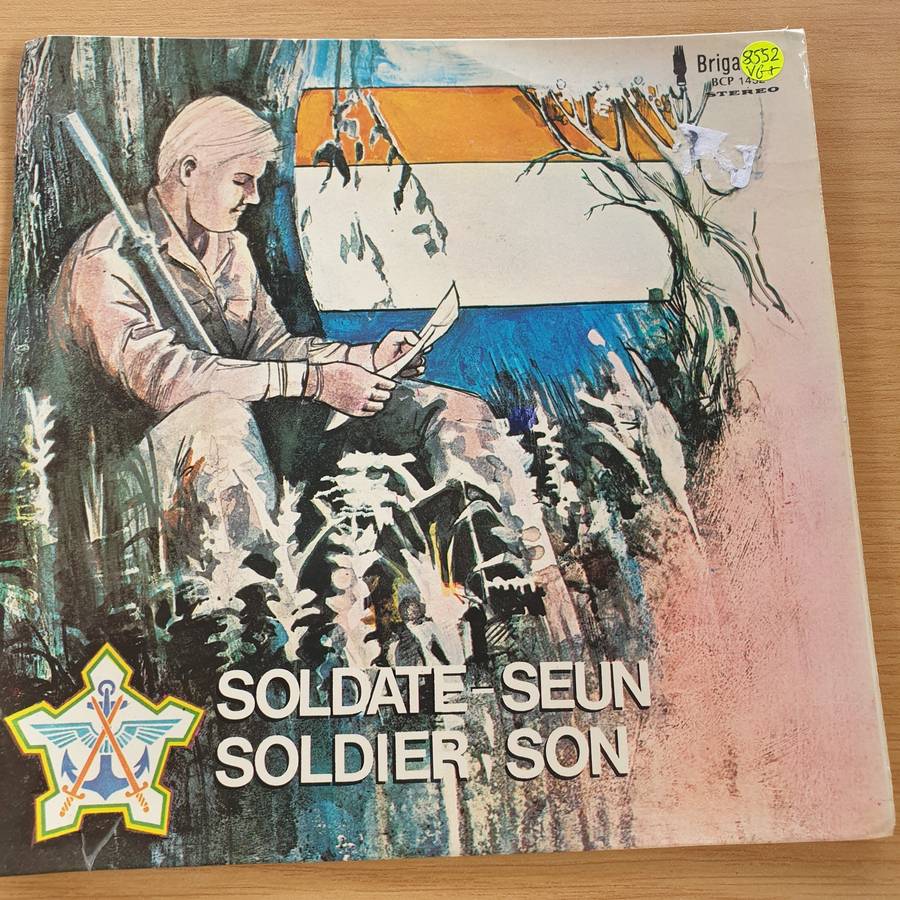 Briga
8552
VG+
BCP 14
STEREO
SOLDATE-SEUN
SOLDIER SON